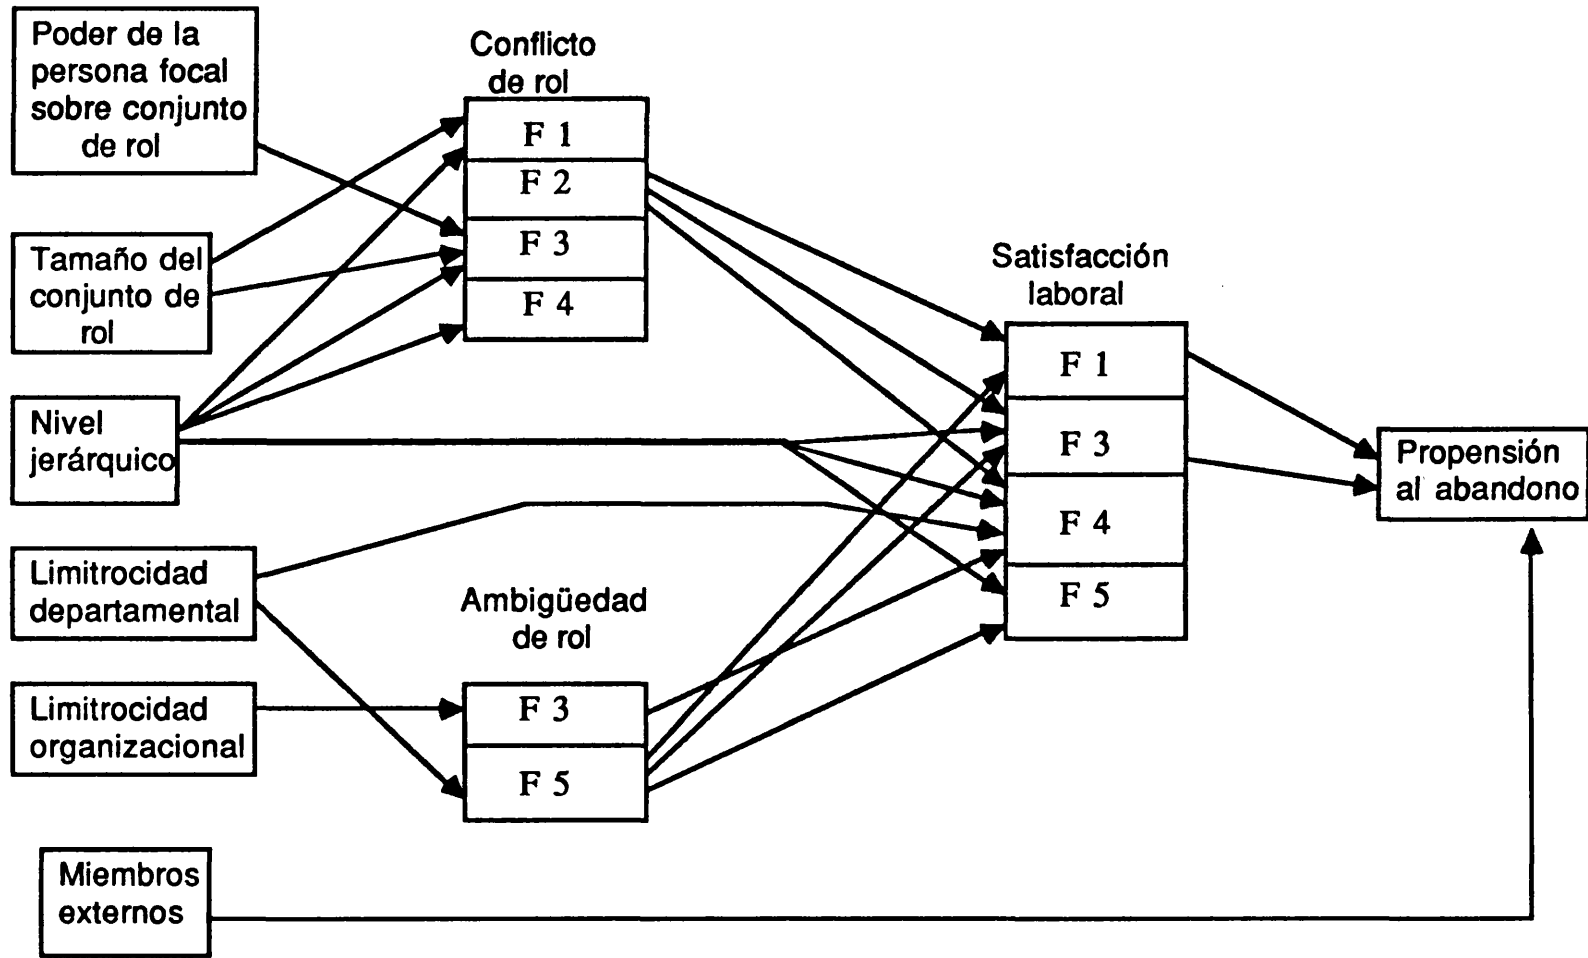 Poder de la
persona focal
sobre conjunto
de rol
Tamaño del
conjunto de
rol
Nivel
jerárquico
Limitrocidad
departamental
Limitrocidad
organizacional
Miembros
externos
Conflicto
de rol
F 1
F 2
F 3
F 4
Ambigüedad
de rol
F 3
F 5
Satisfacción
laboral
F 1
F 3
F 4
F 5
Propensión
al abandono